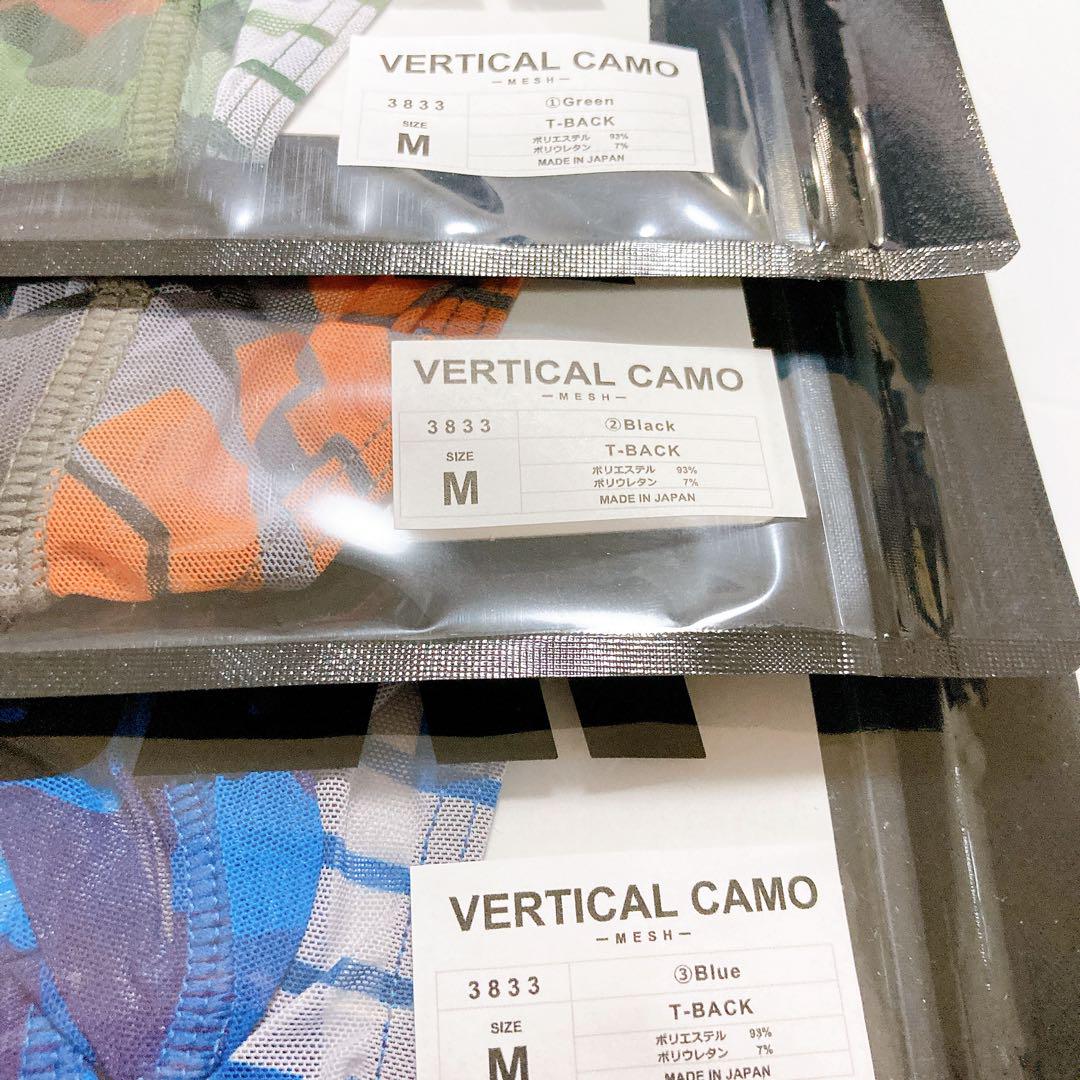 VERTICAL CAMO
—MESH—
3833
①Green
SIZE
T-BACK
M
ポリエステル 93%
ポリウレタン 7%
MADE IN JAPAN
VERTICAL CAMO
—MESH—
3833
②Black
SIZE
T-BACK
M
ポリエステル 93%
ポリウレタン 7%
MADE IN JAPAN
VERTICAL CAMO
—MESH—
3833
③Blue
SIZE
T-BACK
M
ポリエステル 93%
ポリウレタン 7%
MADE IN JAPAN